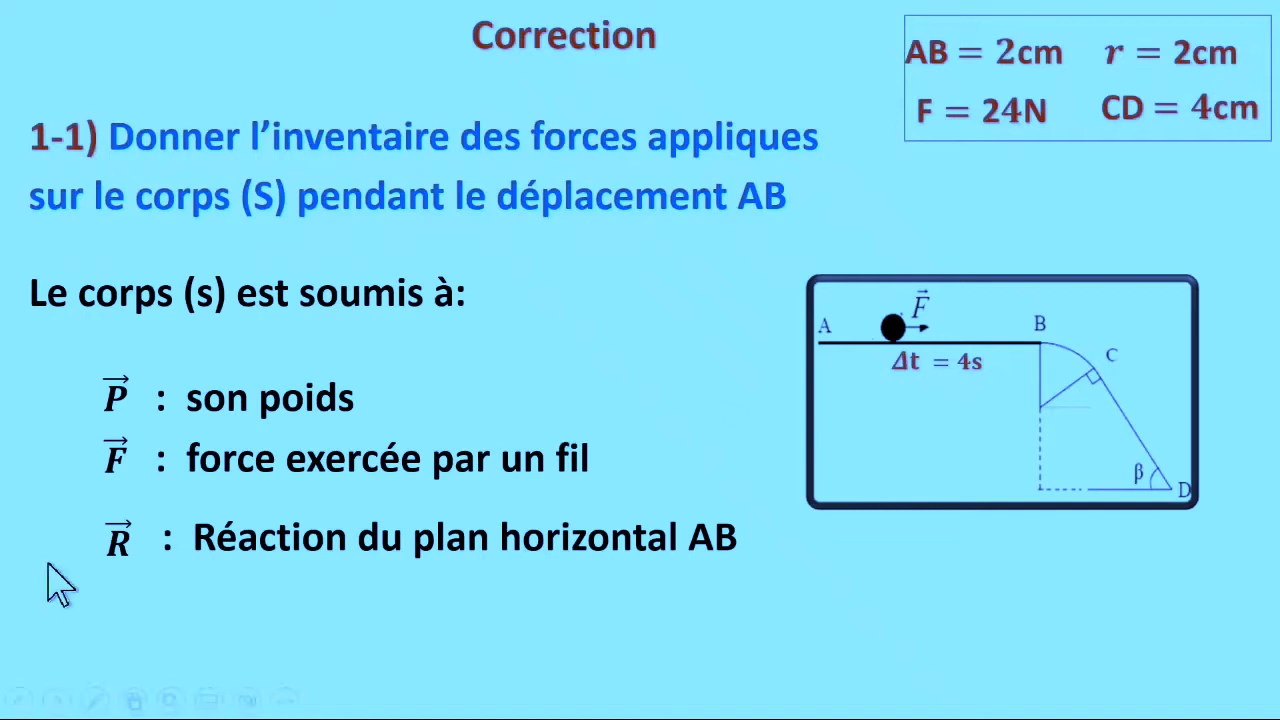 Correction
AB = 2cm r = 2cm
F = 24N CD = 4cm
1-1) Donner l’inventaire des forces appliques
sur le corps (S) pendant le déplacement AB
Le corps (s) est soumis à:
P : son poids
F : force exercée par un fil
R : Réaction du plan horizontal AB
F
A
B
C
Δt = 4s
β
D